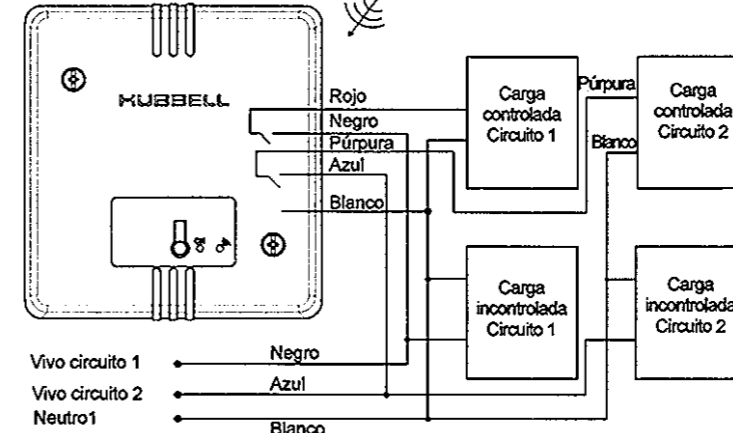 HUBBELL
Rojo
Negro
Púrpura
Azul
Blanco
Carga
controlada
Circuito 1
Púrpura
Blanco
Carga
controlada
Circuito 2
Carga
incontrolada
Circuito 1
Carga
incontrolada
Circuito 2
Vivo circuito 1
Negro
Vivo circuito 2
Azul
Neutro1
Blanco